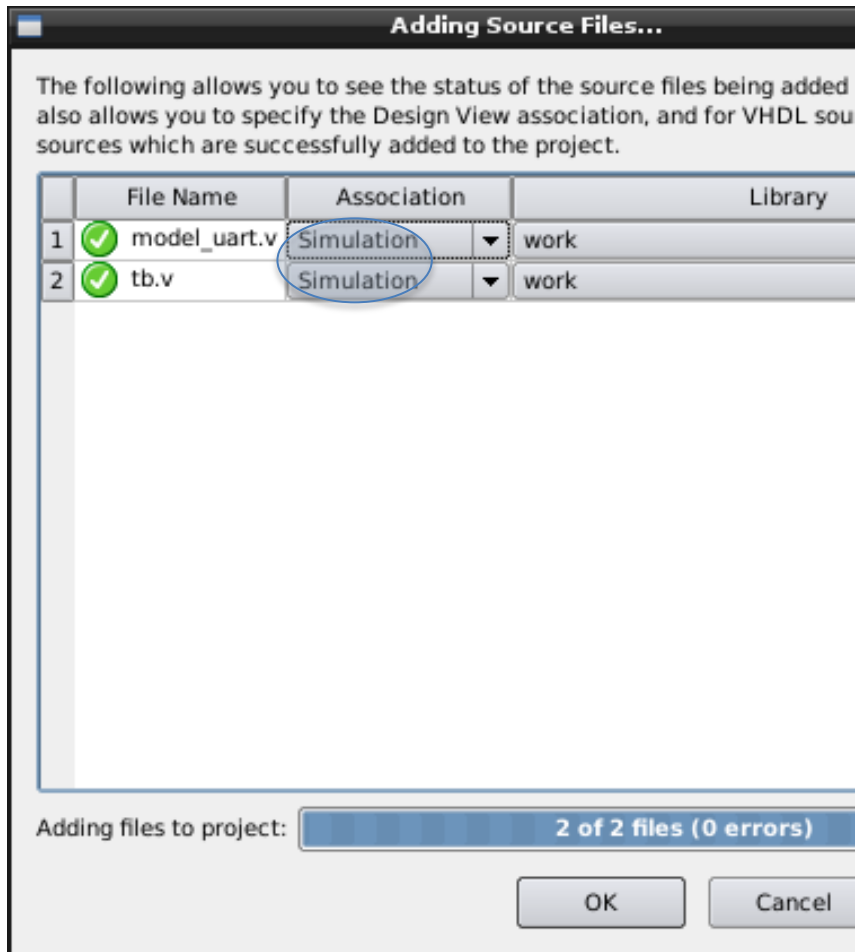 Adding Source Files...
The following allows you to see the status of the source files being added
also allows you to specify the Design View association, and for VHDL sou
sources which are successfully added to the project.
File Name Association Library
1 model_uart.v Simulation work
2 tb.v Simulation work
Adding files to project: 2 of 2 files (0 errors)
OK Cancel